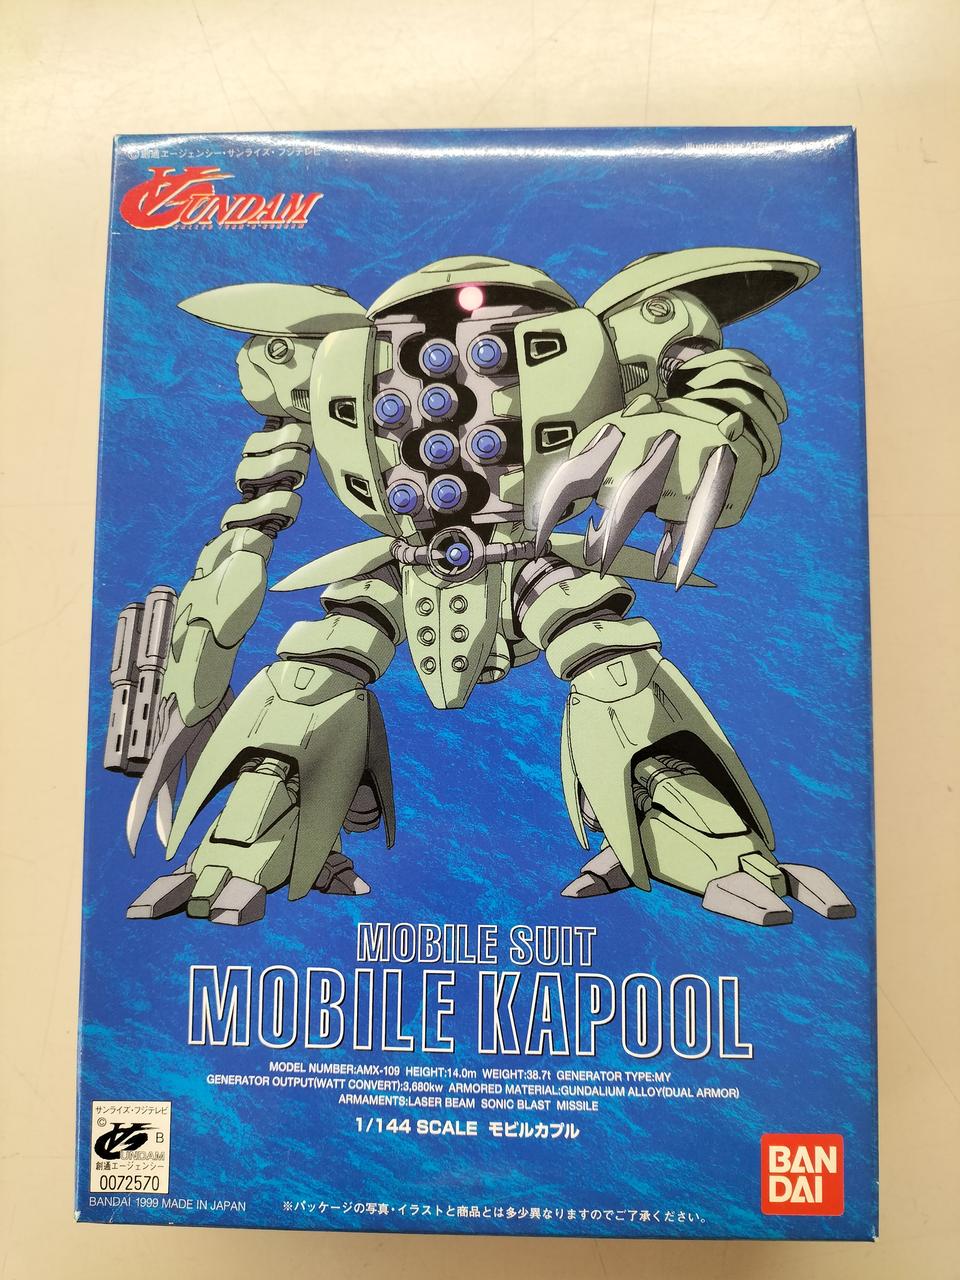 ©創通エージェンシー・サンライズ・フジテレビ
Illustrated by
∀GUNDAM
MOBILE SUIT
MOBILE KAPOOL
MODEL NUMBER:AMX-109 HEIGHT:14.0m WEIGHT:38.7t GENERATOR TYPE:MY
GENERATOR OUTPUT(WATT CONVERT):3,680kw ARMORED MATERIAL:GUNDALIUM ALLOY(DUAL ARMOR)
ARMAMENTS:LASER BEAM SONIC BLAST MISSILE
1/144 SCALE モビルカプル
サンライズ・フジテレビ
©
∀GUNDAM B
創通エージェンシー
0072570
BAN
DAI
BANDAI 1999 MADE IN JAPAN
※パッケージの写真・イラストと商品とは多少異なりますのでご了承ください。